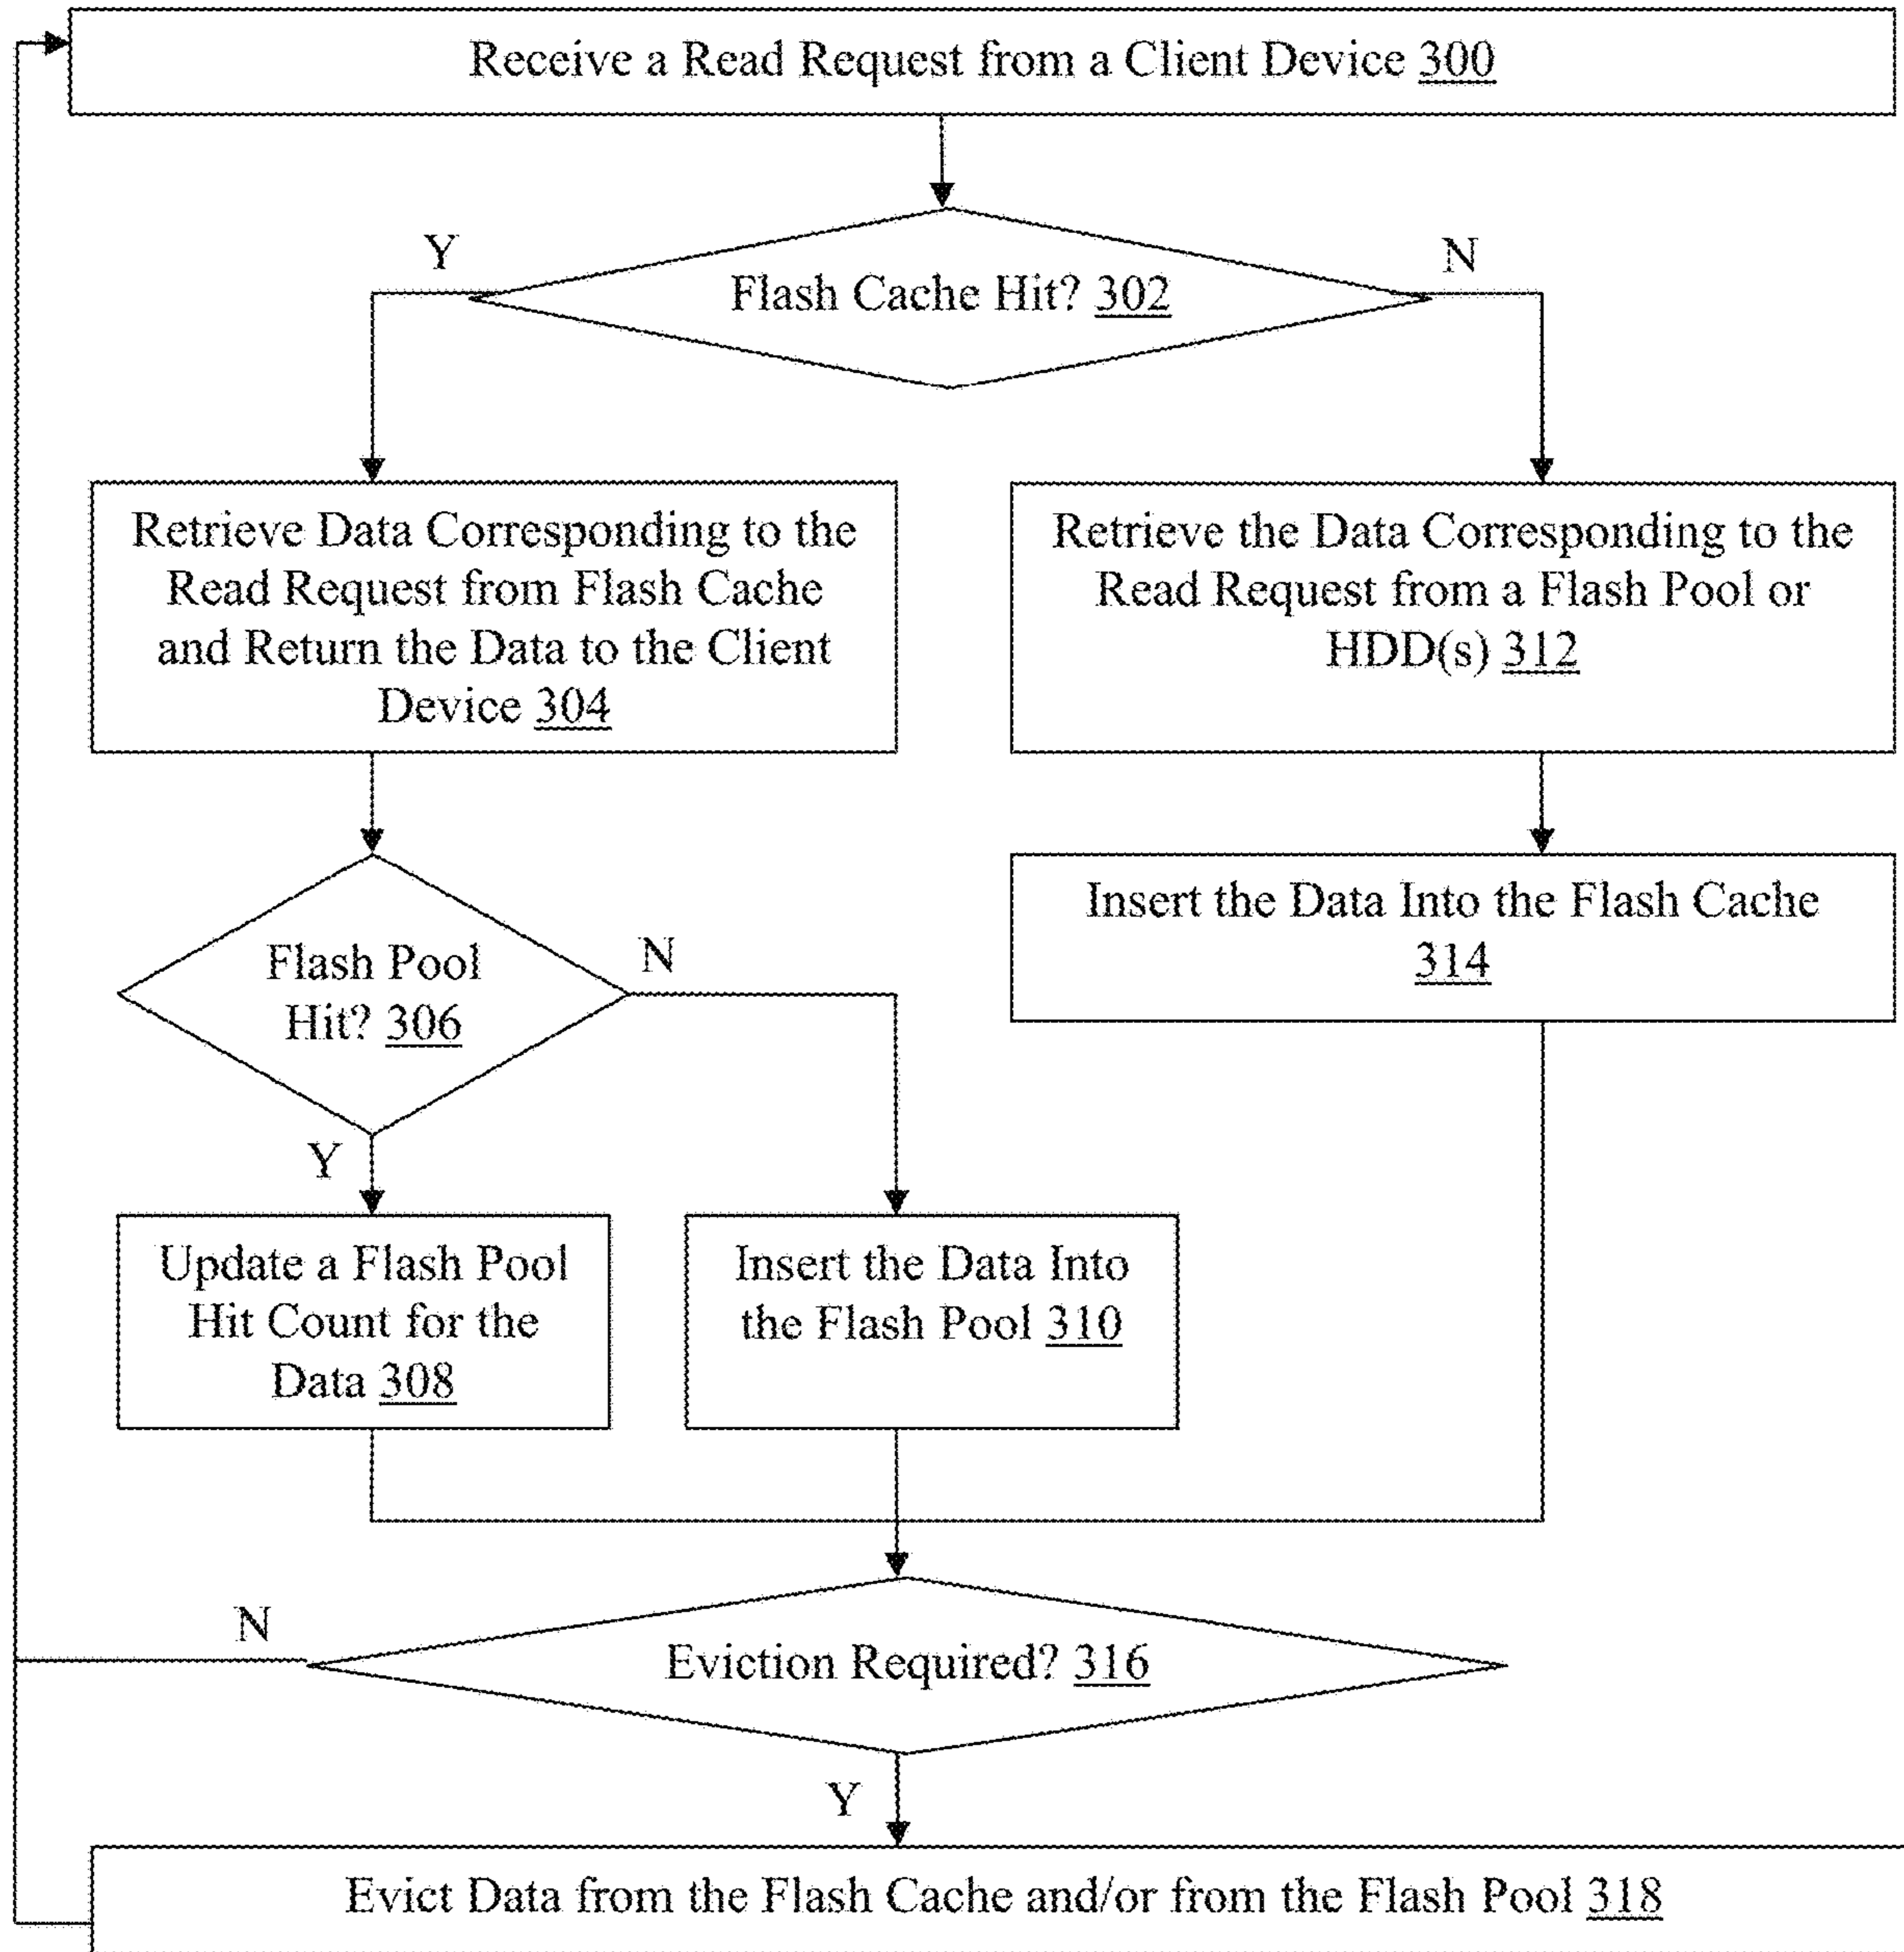 Receive a Read Request from a Client Device 300
Y
N
Flash Cache Hit? 302
Retrieve Data Corresponding to the
Read Request from Flash Cache
and Return the Data to the Client
Device 304
Retrieve the Data Corresponding to the
Read Request from a Flash Pool or
HDD(s) 312
Flash Pool
Hit? 306
N
Insert the Data Into the Flash Cache
314
Y
Update a Flash Pool
Hit Count for the
Data 308
Insert the Data Into
the Flash Pool 310
N
Eviction Required? 316
Y
Evict Data from the Flash Cache and/or from the Flash Pool 318